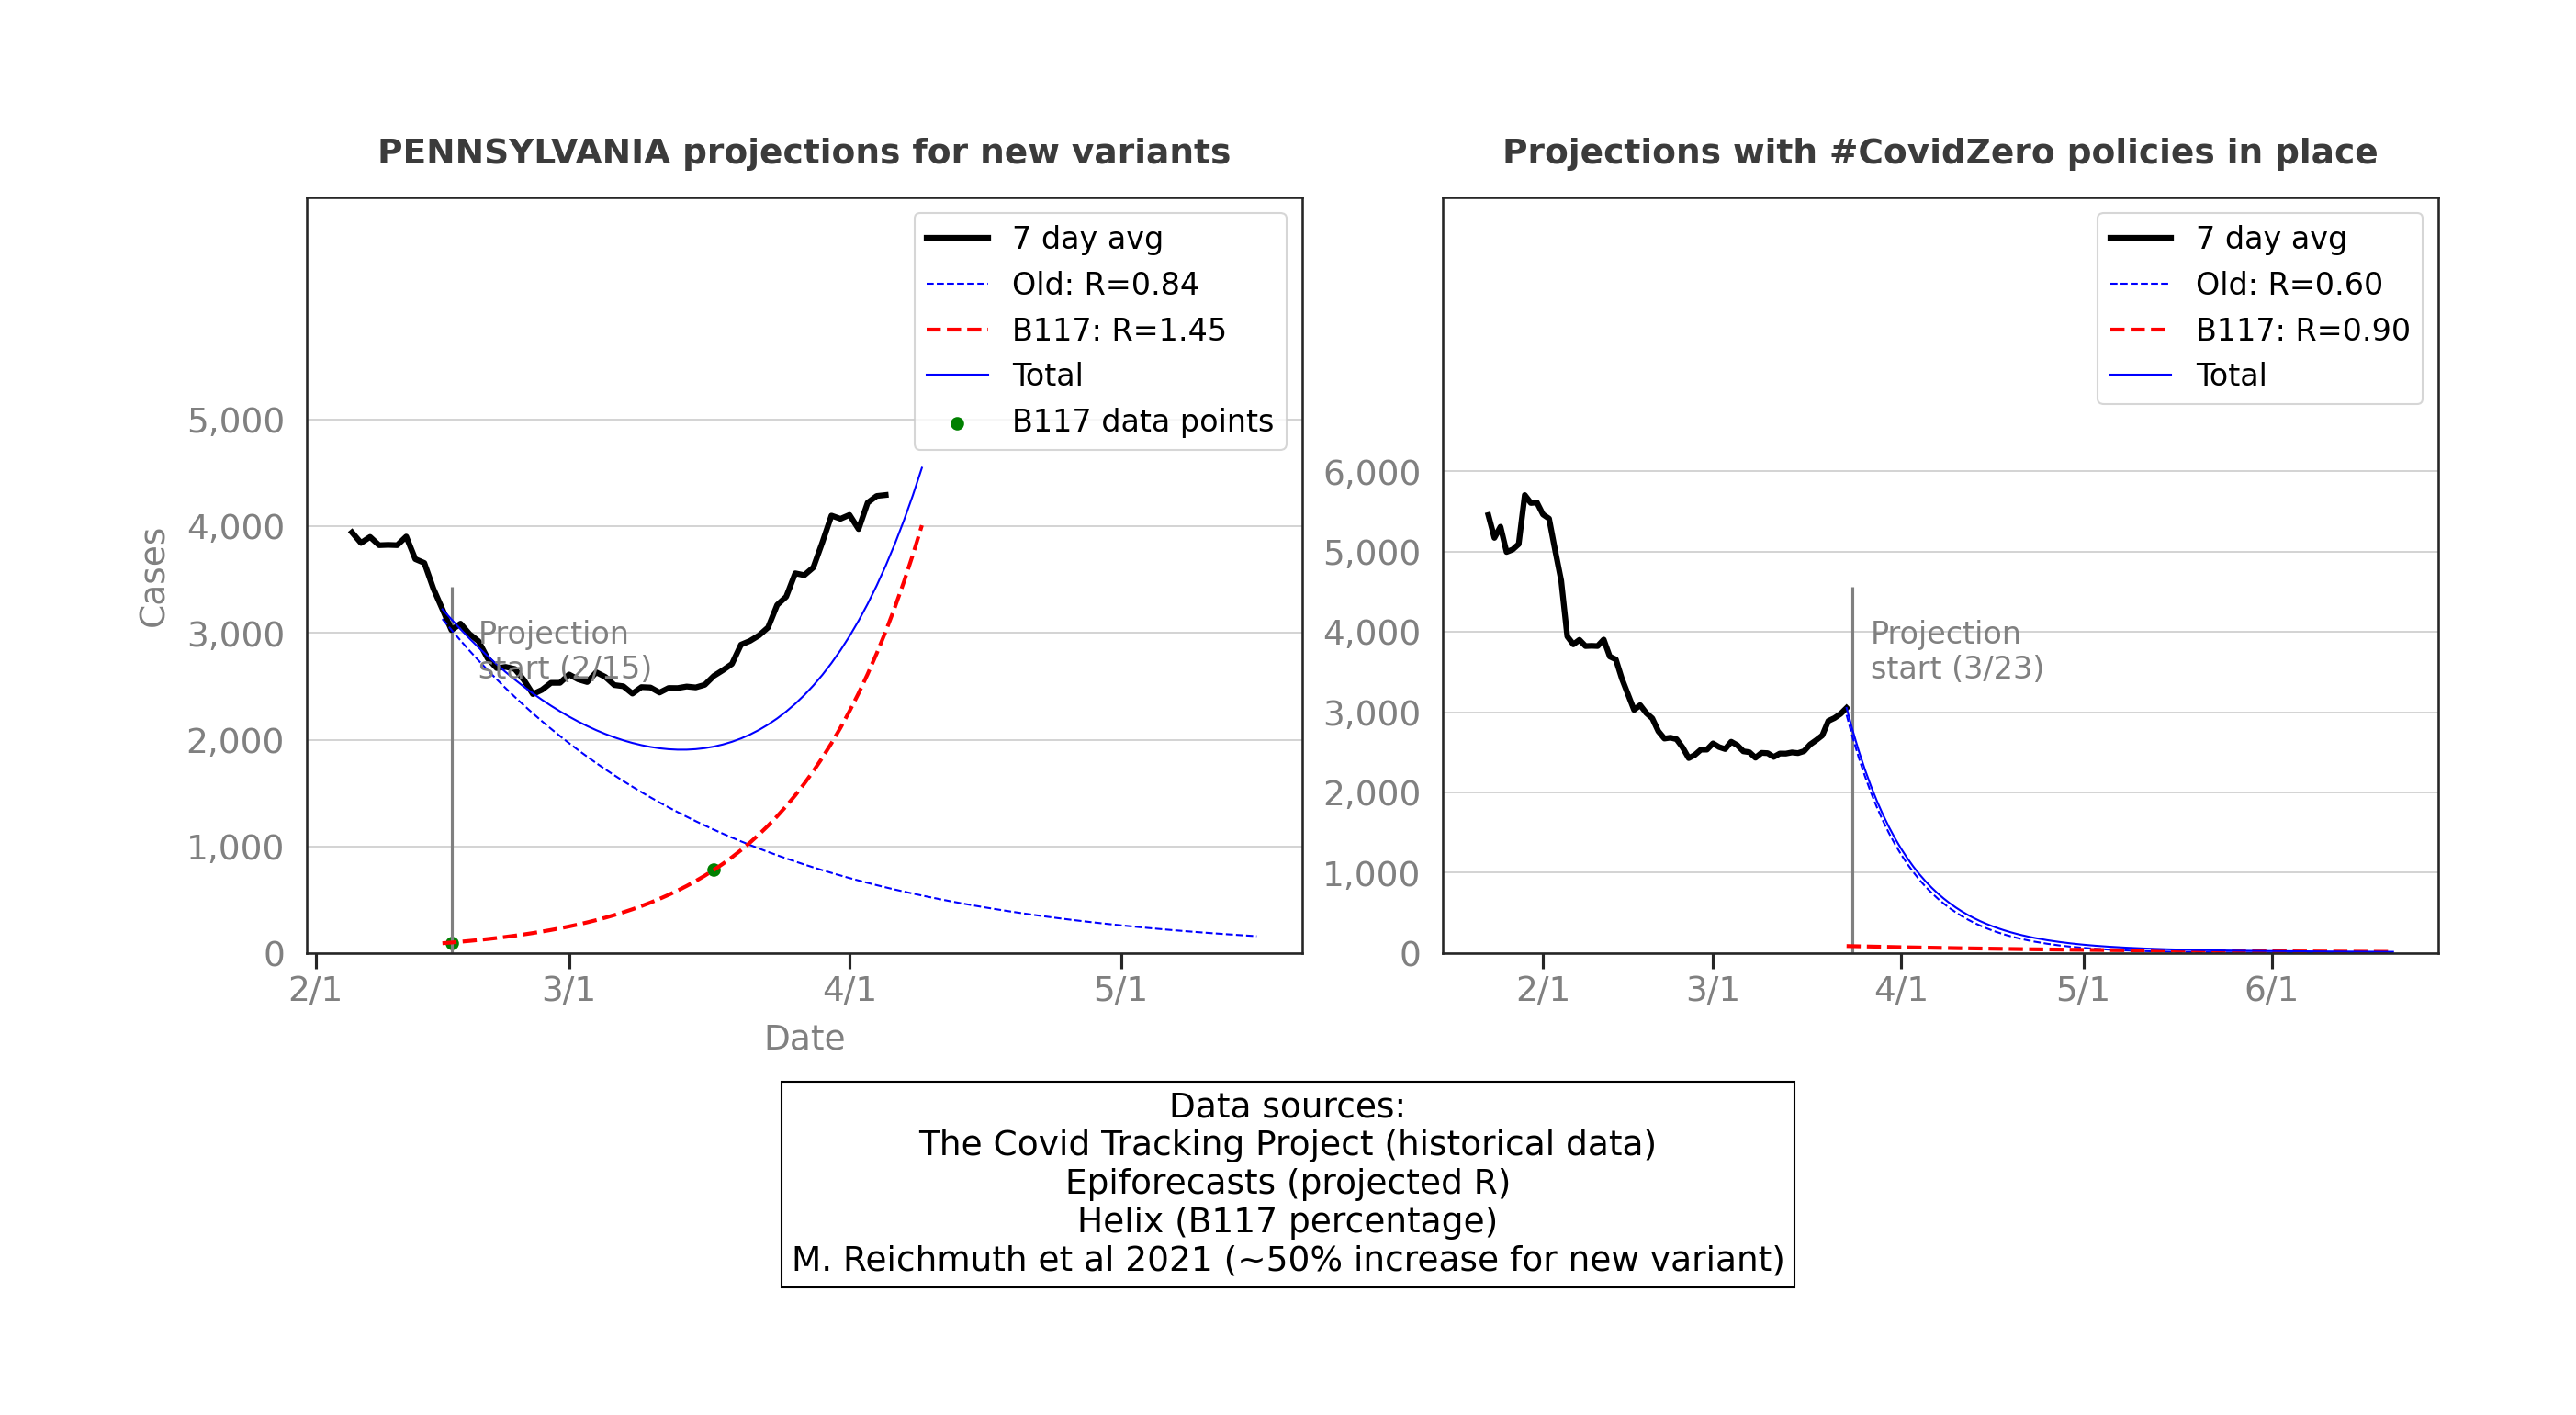 PENNSYLVANIA projections for new variants
7 day avg
Old: R=0.84
B117: R=1.45
Total
B117 data points
5,000
4,000
3,000
2,000
1,000
0
Cases
Projection
start (2/15)
2/1
3/1
4/1
5/1
Date
Projections with #CovidZero policies in place
7 day avg
Old: R=0.60
B117: R=0.90
Total
6,000
5,000
4,000
3,000
2,000
1,000
0
Projection
start (3/23)
2/1
3/1
4/1
5/1
6/1
Data sources:
The Covid Tracking Project (historical data)
Epiforecasts (projected R)
Helix (B117 percentage)
M. Reichmuth et al 2021 (~50% increase for new variant)